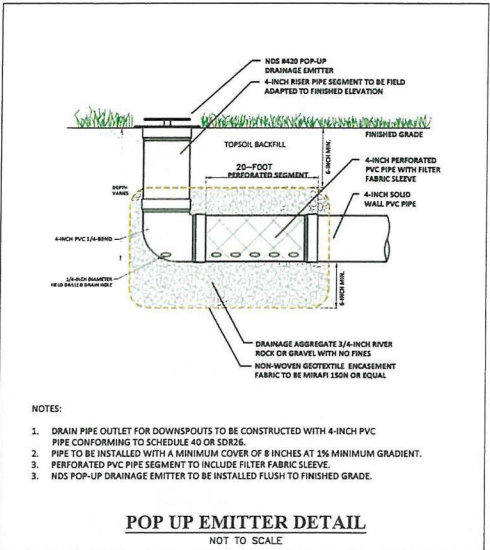 NDS #420 POP-UP
DRAINAGE EMITTER
4-INCH RISER PIPE SEGMENT TO BE FIELD
ADAPTED TO FINISHED ELEVATION
FINISHED GRADE
TOPSOIL BACKFILL
6-INCH MIN.
20-FOOT
PERFORATED SEGMENT
4-INCH PERFORATED
PVC PIPE WITH FILTER
FABRIC SLEEVE
DEPTH
VARIES
4-INCH SOLID
WALL PVC PIPE
4-INCH PVC 1/4-BEND
1/4-INCH DIAMETER
FIELD DRILLED DRAIN HOLE
6-INCH MIN.
DRAINAGE AGGREGATE 3/4-INCH RIVER
ROCK OR GRAVEL WITH NO FINES
NON-WOVEN GEOTEXTILE ENCASEMENT
FABRIC TO BE MIRAFI 150N OR EQUAL
NOTES:
1. DRAIN PIPE OUTLET FOR DOWNSPOUTS TO BE CONSTRUCTED WITH 4-INCH PVC
PIPE CONFORMING TO SCHEDULE 40 OR SDR26.
2. PIPE TO BE INSTALLED WITH A MINIMUM COVER OF 8 INCHES AT 1% MINIMUM GRADIENT.
3. PERFORATED PVC PIPE SEGMENT TO INCLUDE FILTER FABRIC SLEEVE.
3. NDS POP-UP DRAINAGE EMITTER TO BE INSTALLED FLUSH TO FINISHED GRADE.
POP UP EMITTER DETAIL
NOT TO SCALE